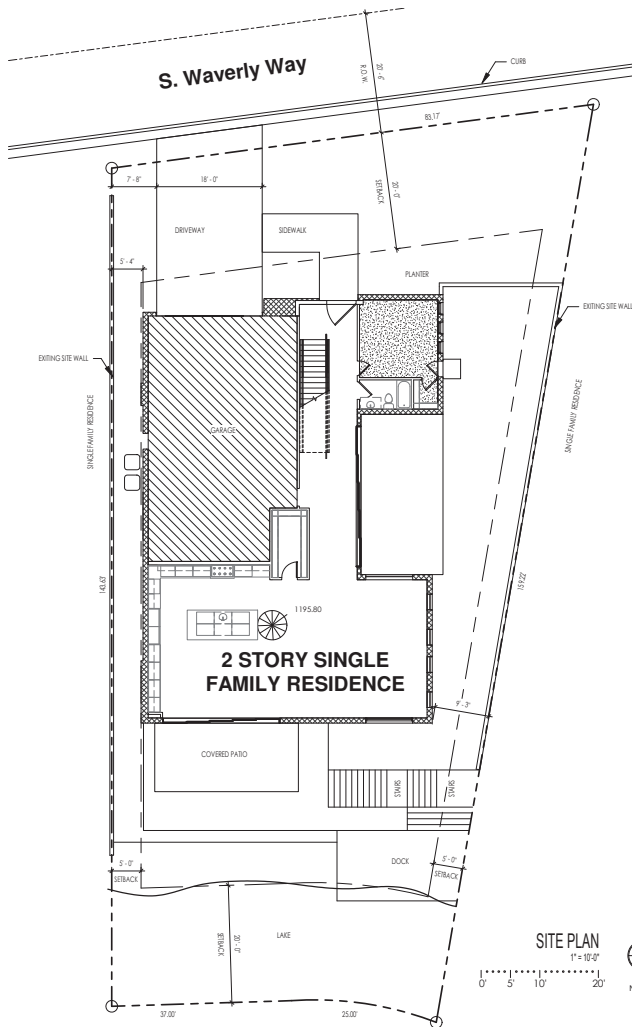 S. Waverly Way
CURB
20' - 6"
R.O.W.
83.17'
7' - 8"
18' - 0"
20' - 0"
SETBACK
DRIVEWAY
SIDEWALK
5' - 4"
PLANTER
EXITING SITE WALL
EXITING SITE WALL
SINGLE FAMILY RESIDENCE
SINGLE FAMILY RESIDENCE
GARAGE
143.63'
159.22'
1195.80
2 STORY SINGLE
FAMILY RESIDENCE
9' - 3"
COVERED PATIO
STAIRS
STAIRS
DOCK
5' - 0"
SETBACK
5' - 0"
SETBACK
20' - 0"
SETBACK
LAKE
SITE PLAN
1" = 10'-0"
0' 5' 10' 20'
N
37.00'
25.00'